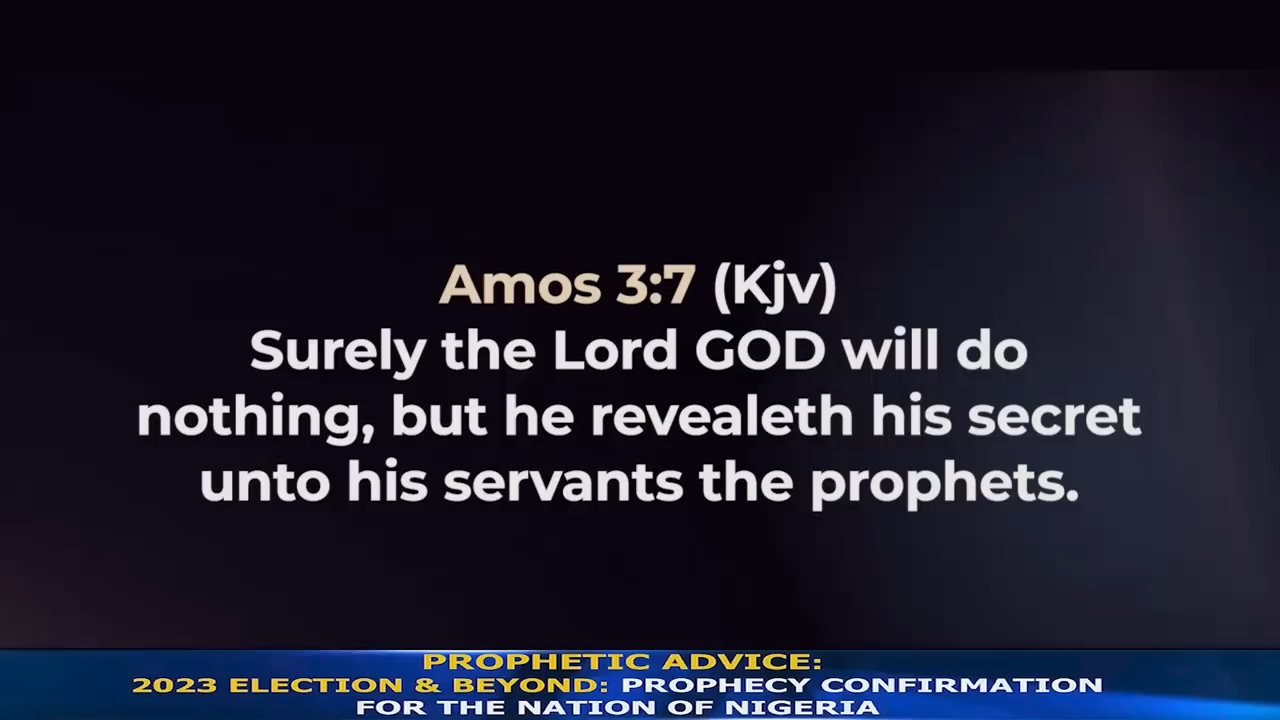 Amos 3:7 (Kjv)
Surely the Lord GOD will do
nothing, but he revealeth his secret
unto his servants the prophets.
PROPHETIC ADVICE:
2023 ELECTION & BEYOND: PROPHECY CONFIRMATION
FOR THE NATION OF NIGERIA